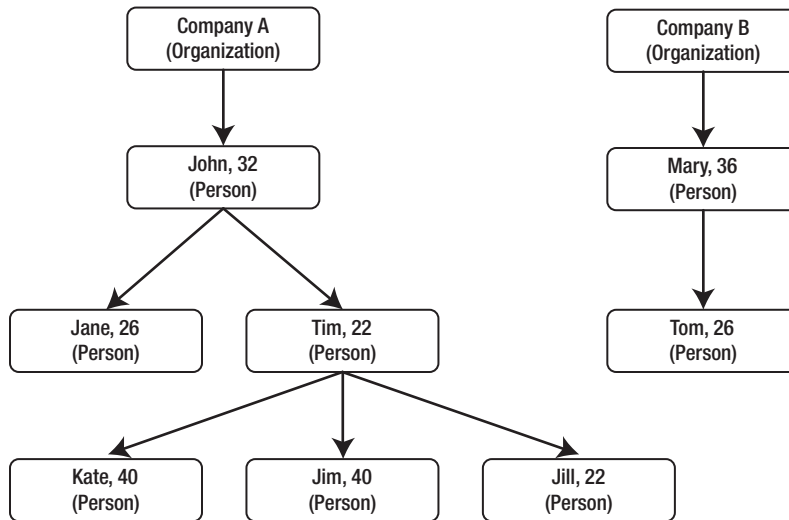 Company A
(Organization)
Company B
(Organization)
John, 32
(Person)
Mary, 36
(Person)
Jane, 26
(Person)
Tim, 22
(Person)
Tom, 26
(Person)
Kate, 40
(Person)
Jim, 40
(Person)
Jill, 22
(Person)